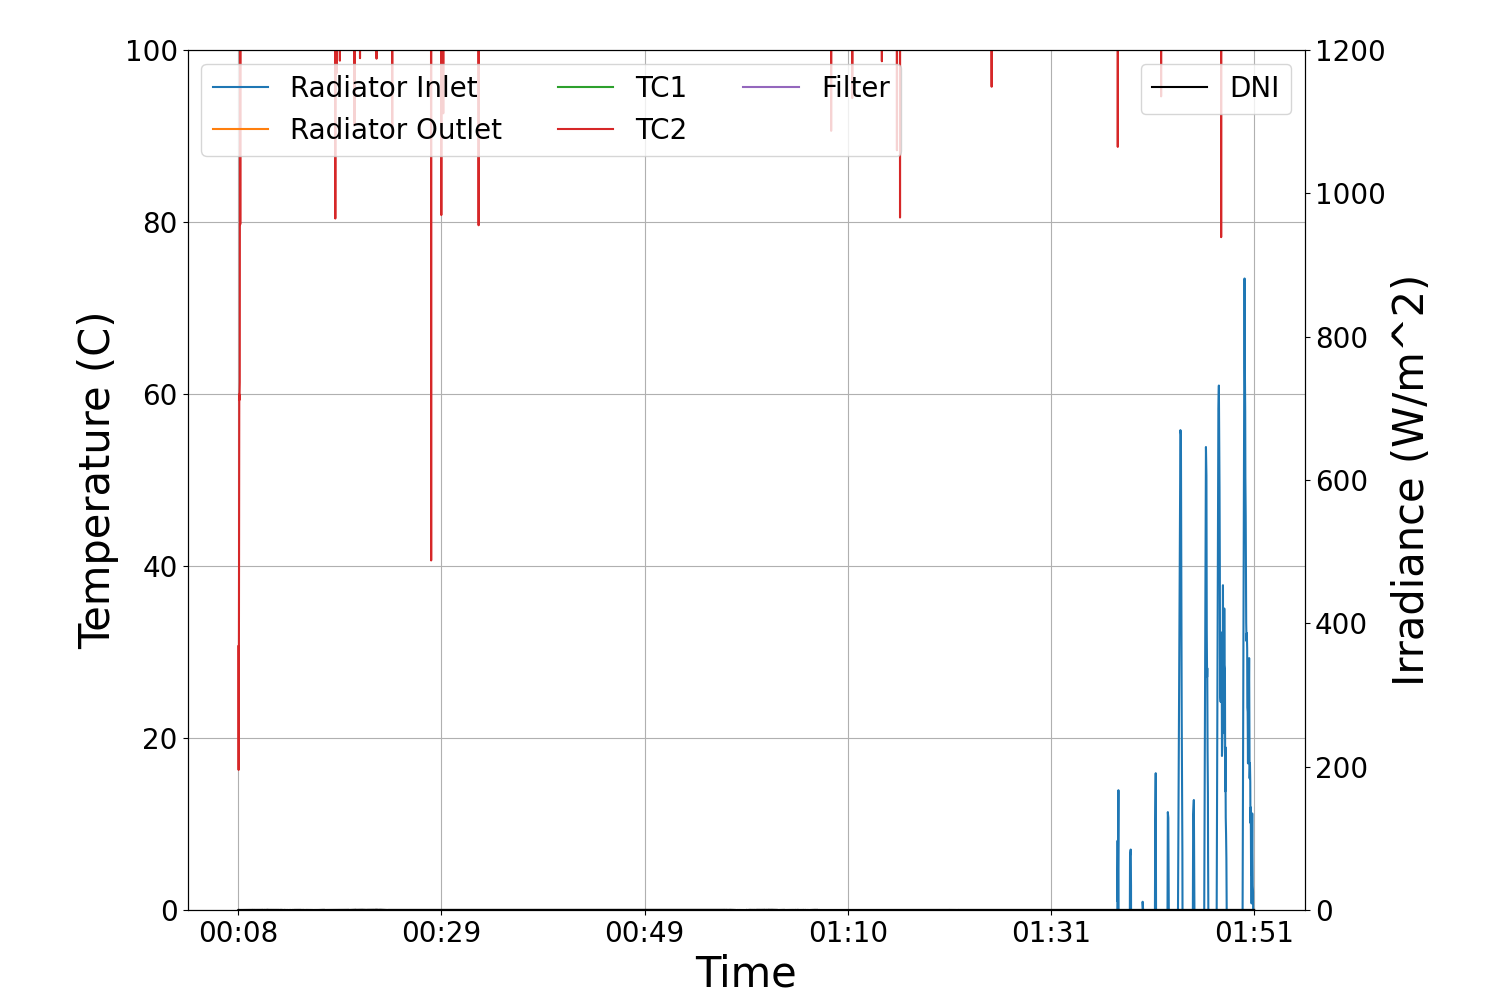 100
80
60
40
20
0
Temperature (C)
Radiator Inlet
Radiator Outlet
TC1
TC2
Filter
DNI
1200
1000
800
600
400
200
0
Irradiance (W/m^2)
00:08 00:29 00:49 01:10 01:31 01:51
Time